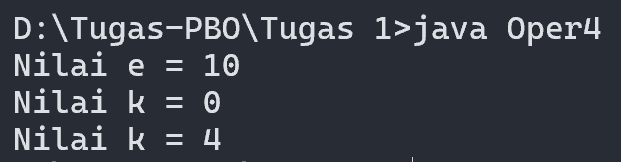 D:\Tugas-PBO\Tugas 1>java Oper4
Nilai e = 10
Nilai k = 0
Nilai k = 4